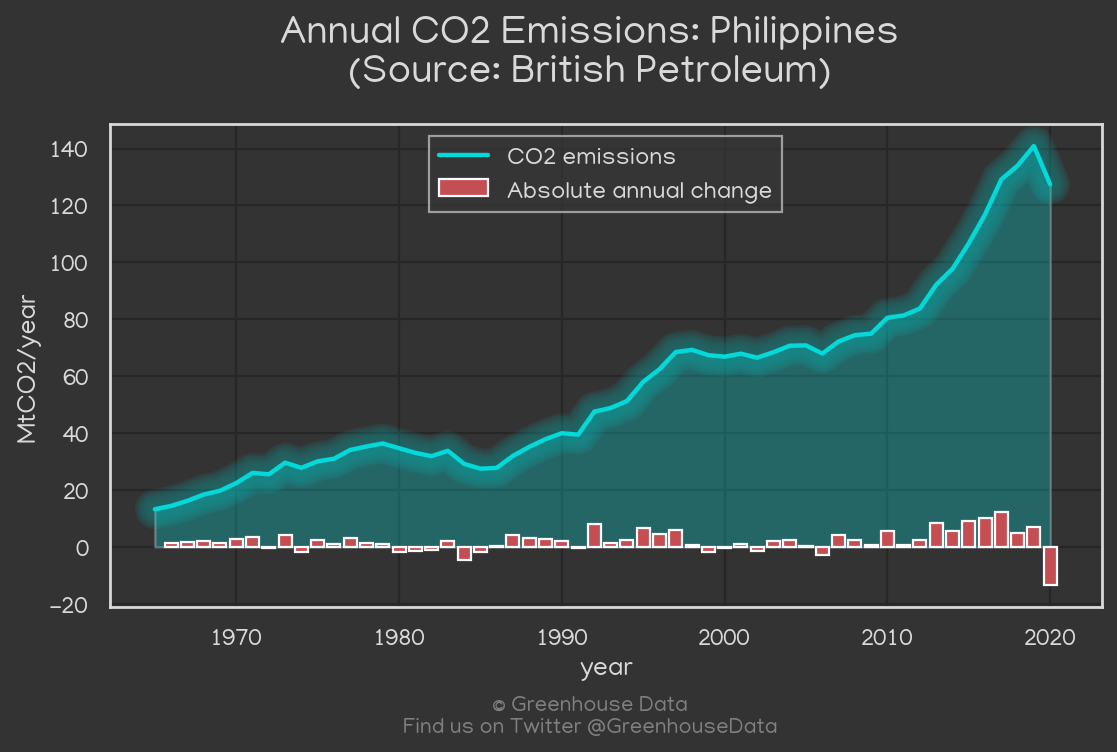 Annual CO2 Emissions: Philippines
(Source: British Petroleum)
CO2 emissions
Absolute annual change
MtCO2/year
140
120
100
80
60
40
20
0
−20
1970 1980 1990 2000 2010 2020
year
© Greenhouse Data
Find us on Twitter @GreenhouseData